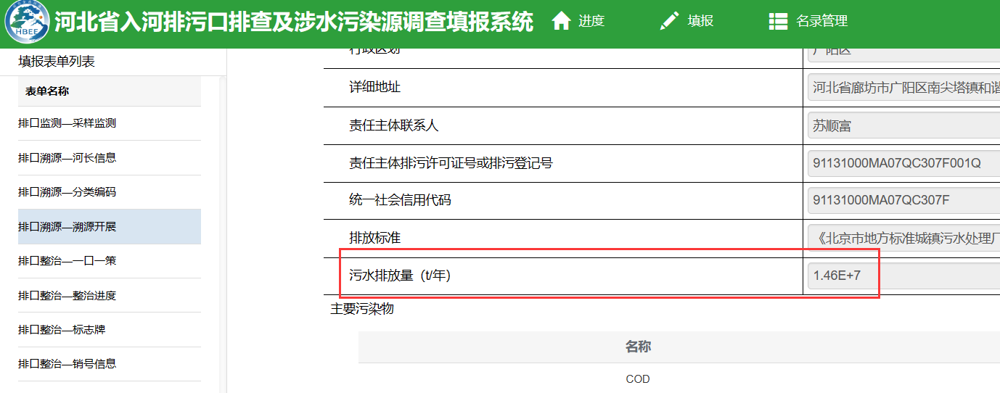 河北省入河排污口排查及涉水污染源调查填报系统
进度
填报
名录管理
HBEE
填报表单列表
表单名称
排口监测—采样监测
排口溯源—河长信息
排口溯源—分类编码
排口溯源—溯源开展
排口整治—一口一策
排口整治—整治进度
排口整治—标志牌
排口整治—销号信息
行政区划
广阳区
详细地址
河北省廊坊市广阳区南尖塔镇和谐
责任主体联系人
苏顺富
责任主体排污许可证号或排污登记号
91131000MA07QC307F001Q
统一社会信用代码
91131000MA07QC307F
排放标准
《北京市地方标准城镇污水处理厂
污水排放量（t/年）
1.46E+7
主要污染物
名称
COD